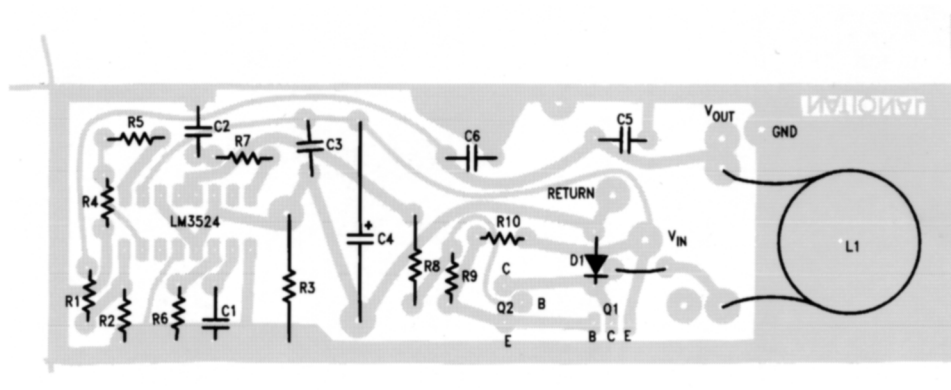 NATIONAL
R5
C2
R7
C3
C6
C5
VOUT
GND
R4
LM3524
RETURN
C4
R10
VIN
L1
D1
R1
R2
R6
C1
R3
R8
R9
C
Q2
B
E
Q1
B C E